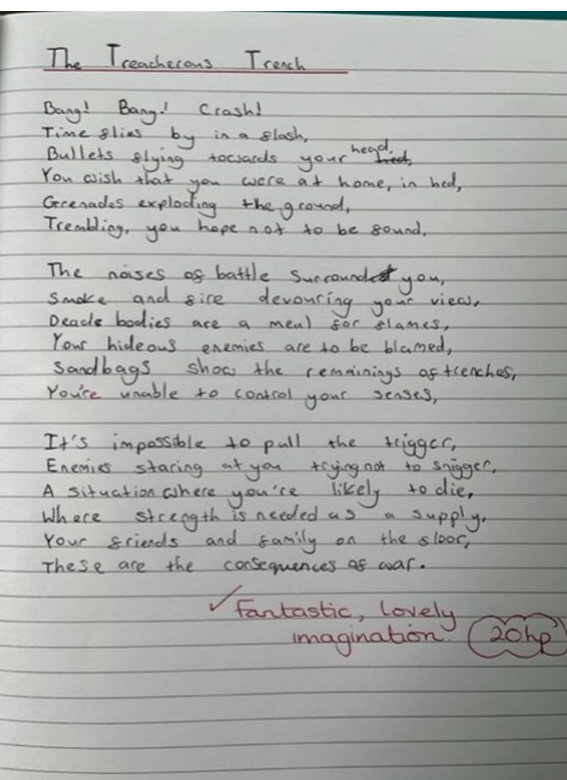 The Treacherous Trench
Bang! Bang! Crash!
Time flies by in a flash,
Bullets flying towards your head,
You wish that you were at home, in bed,
Grenades exploding the ground,
Trembling, you hope not to be found,
The noises of battle surround you,
Smoke and fire devouring your view,
Deade bodies are a meal for flames,
Your hideous enemies are to be blamed,
Sandbags show the remainings of trenches,
You're unable to control your senses,
It's impossible to pull the trigger,
Enemies staring at you trying not to snigger,
A situation where you're likely to die,
Where strength is needed as a supply,
Your friends and family on the floor,
These are the consequences of war.
✓ Fantastic, lovely
imagination. 20hp